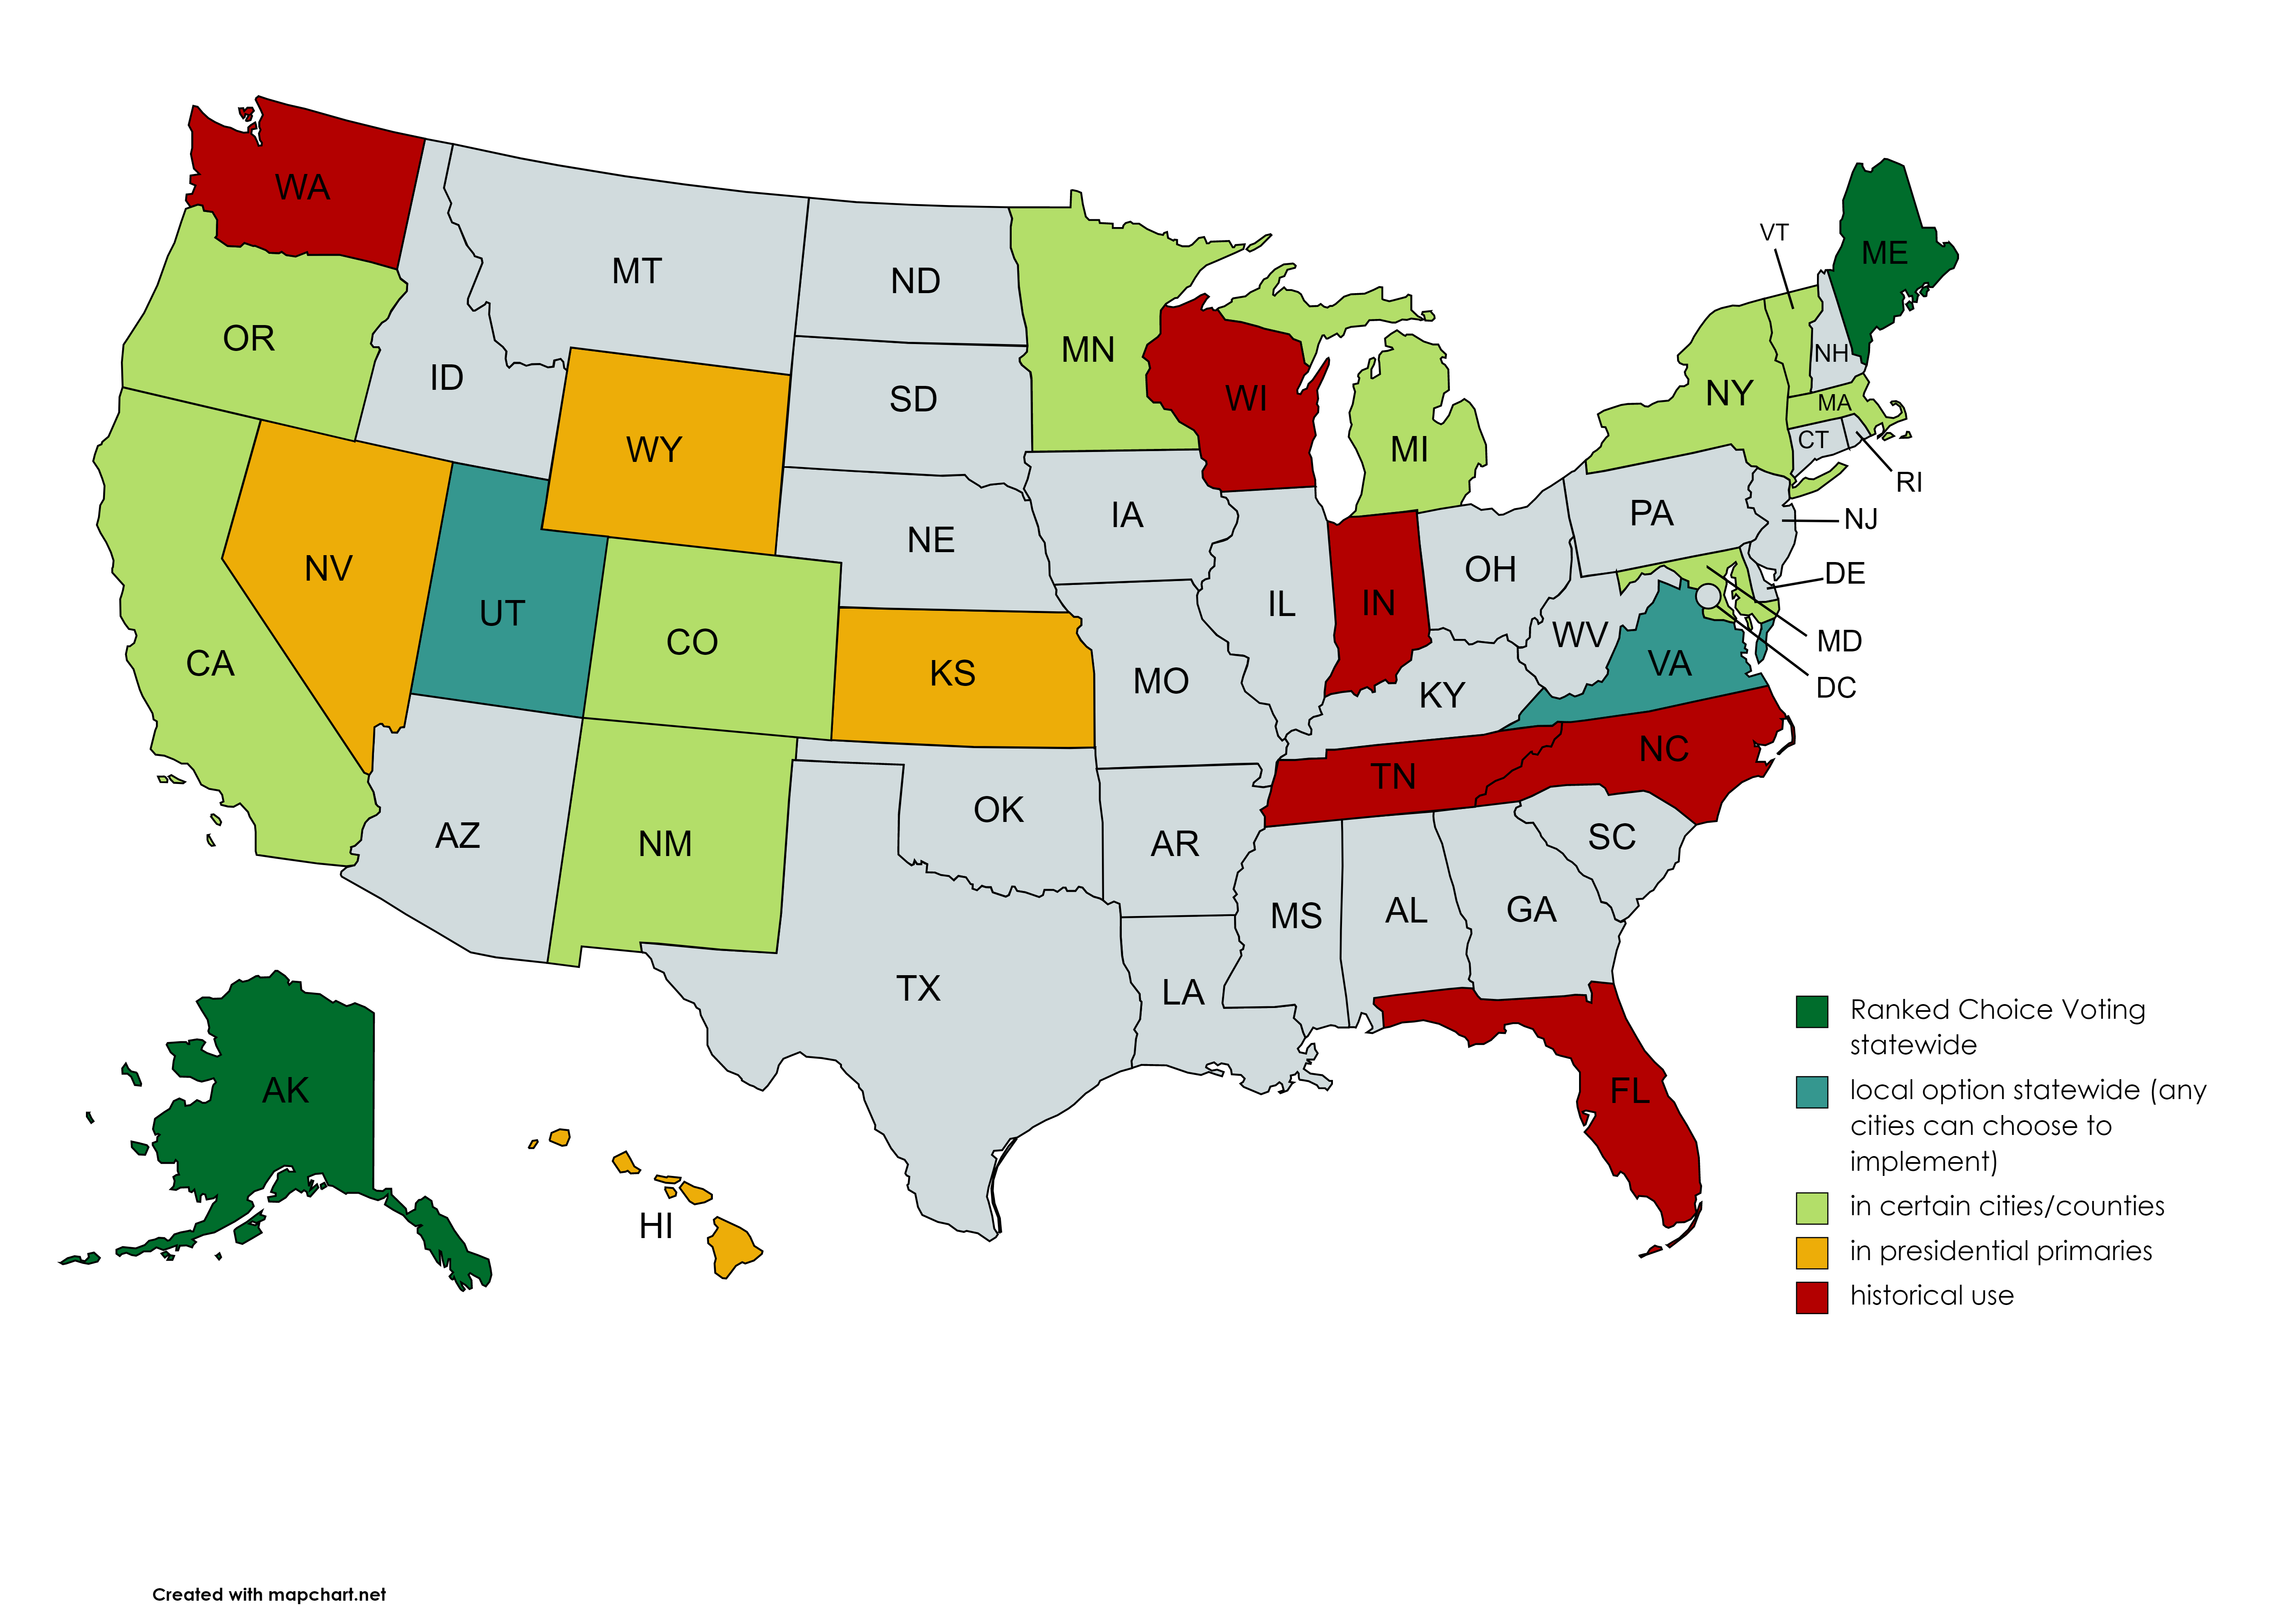 WA
VT
ME
MT
ND
OR
MN
NH
ID
WI
NY
SD
MA
WY
MI
CT
RI
IA
PA
NJ
NE
NV
OH
DE
UT
IL
IN
WV
MD
CO
CA
KS
VA
MO
KY
DC
NC
TN
OK
AZ
NM
AR
SC
MS
AL
GA
TX
LA
AK
FL
HI
Ranked Choice Voting
statewide
local option statewide (any
cities can choose to
implement)
in certain cities/counties
in presidential primaries
historical use
Created with mapchart.net